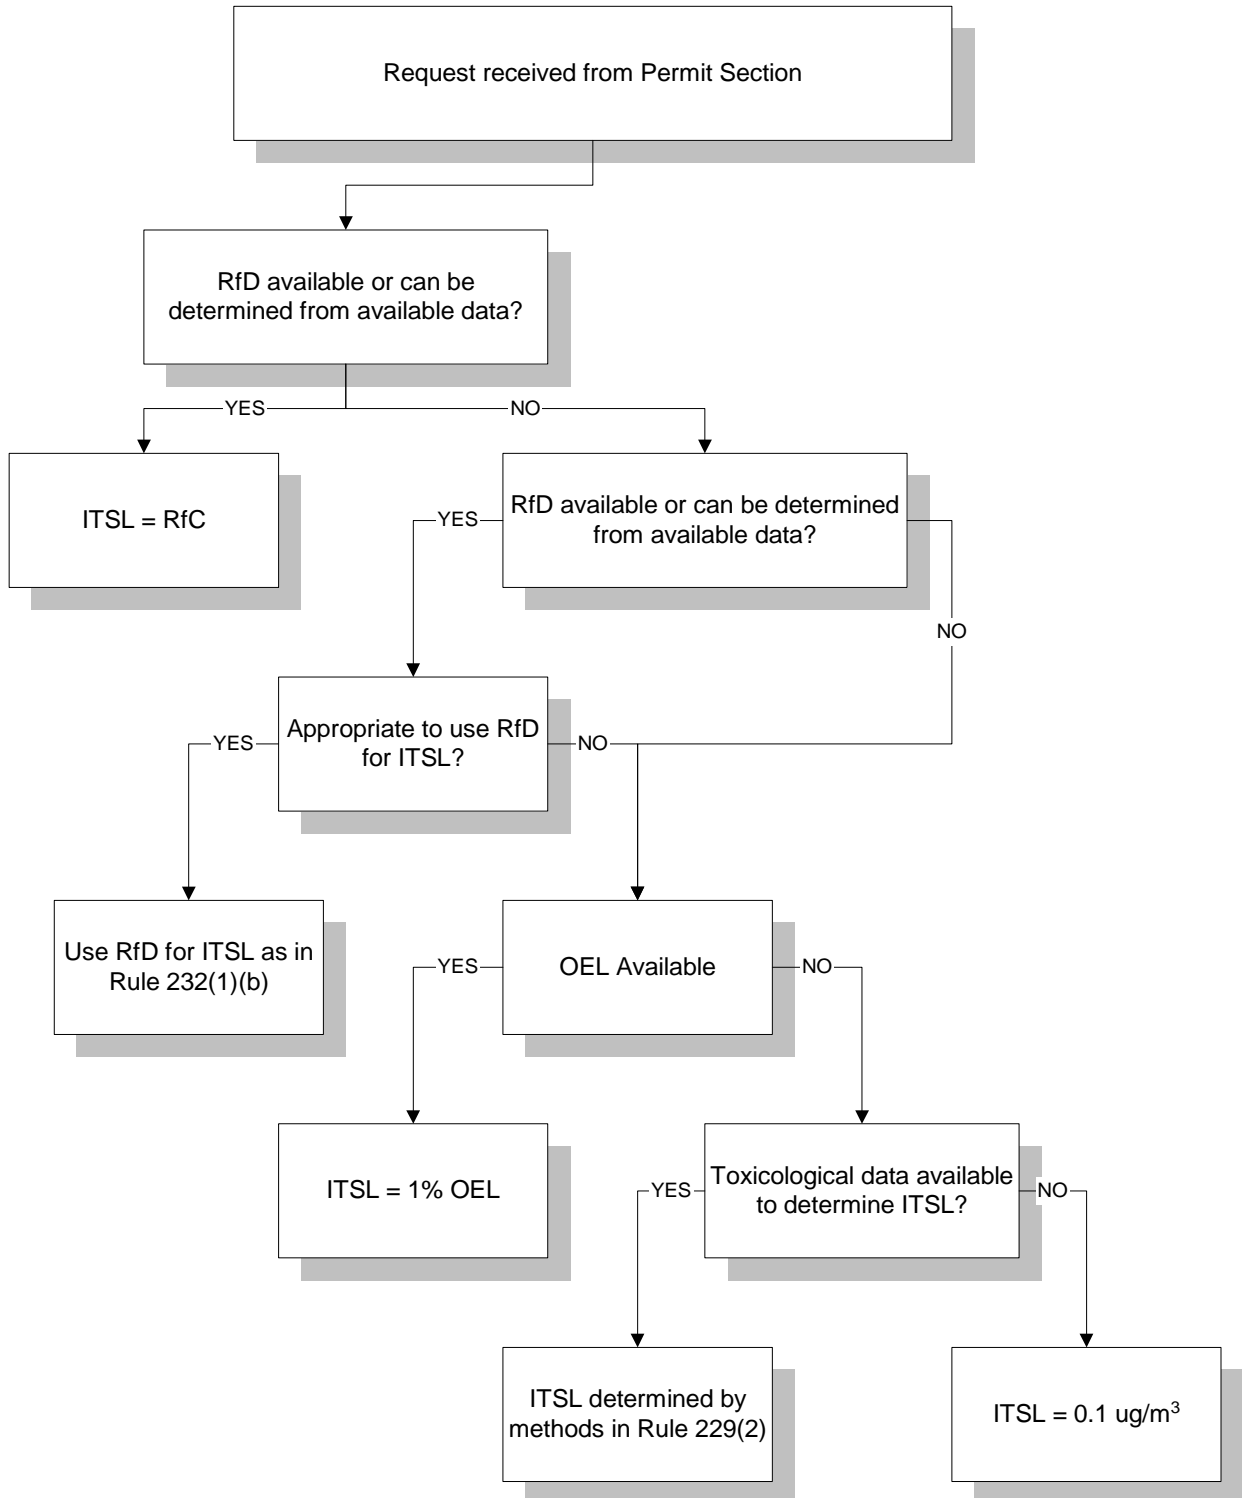 Request received from Permit Section
RfD available or can be
determined from available data?
YES
NO
ITSL = RfC
RfD available or can be determined
from available data?
YES
NO
Appropriate to use RfD
for ITSL?
YES
NO
Use RfD for ITSL as in
Rule 232(1)(b)
OEL Available
YES
NO
ITSL = 1% OEL
Toxicological data available
to determine ITSL?
YES
NO
ITSL determined by
methods in Rule 229(2)
ITSL = 0.1 ug/m³